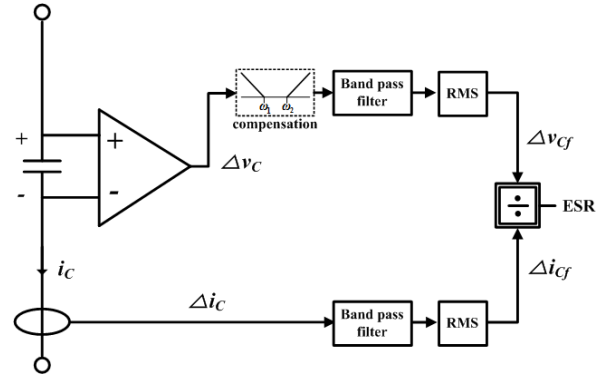 +
-
+
-
△vC
iC
△iC
ω1 ω2
compensation
Band pass
filter
RMS
△vCf
÷
ESR
△iCf
Band pass
filter
RMS